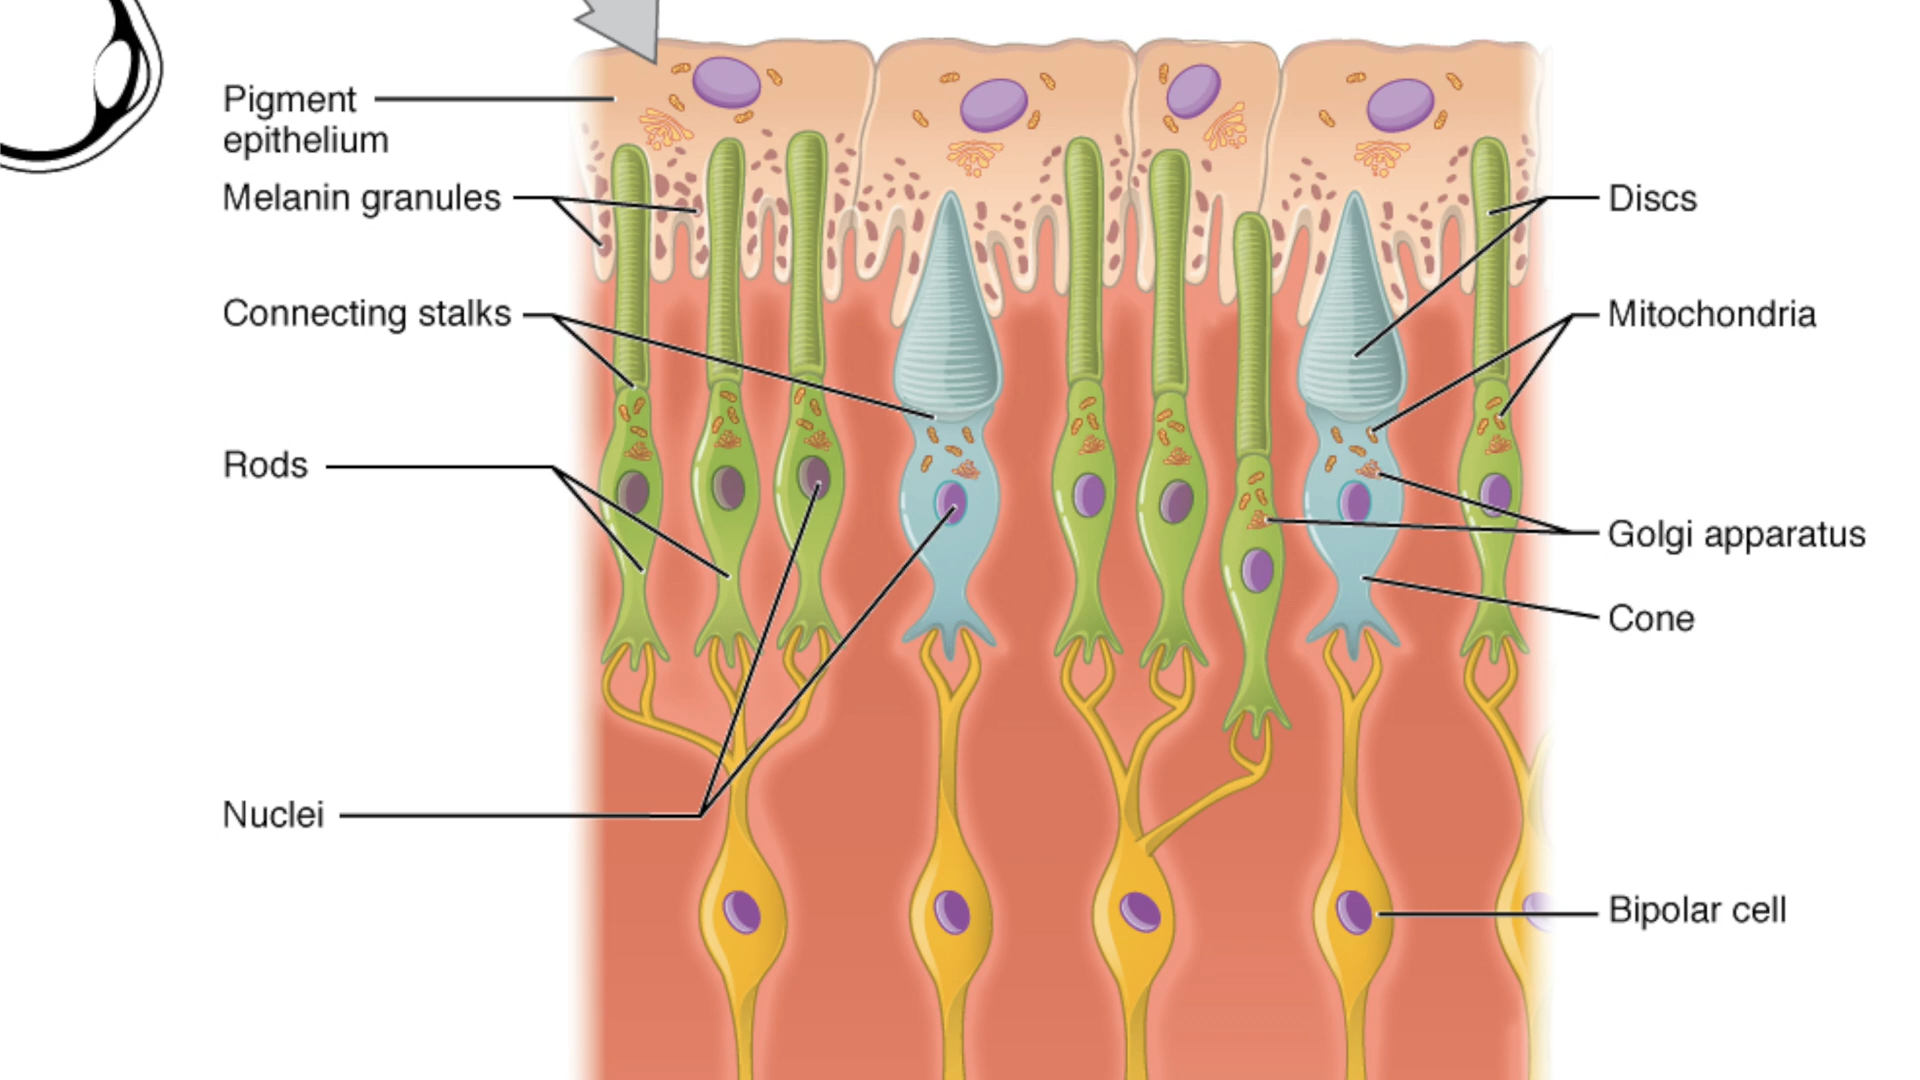 Pigment
epithelium
Melanin granules
Connecting stalks
Rods
Nuclei
Discs
Mitochondria
Golgi apparatus
Cone
Bipolar cell